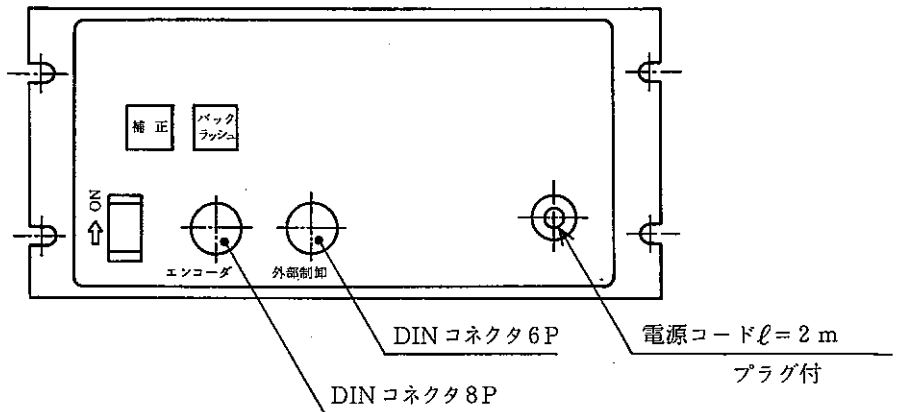 補 正
バック
ラッシュ
ON
エンコーダ
外部制卸
DINコネクタ6P
電源コードℓ=2m
プラグ付
DINコネクタ8P